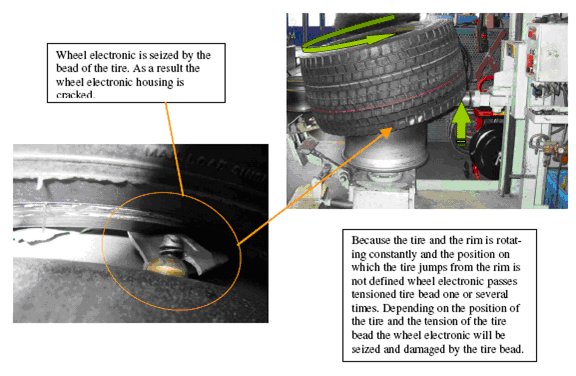 Wheel electronic is seized by the
bead of the tire. As a result the
wheel electronic housing is
cracked.
Because the tire and the rim is rotat-
ing constantly and the position on
which the tire jumps from the rim is
not defined wheel electronic passes
tensioned tire bead one or several
times. Depending on the position of
the tire and the tension of the tire
bead the wheel electronic will be
seized and damaged by the tire bead.